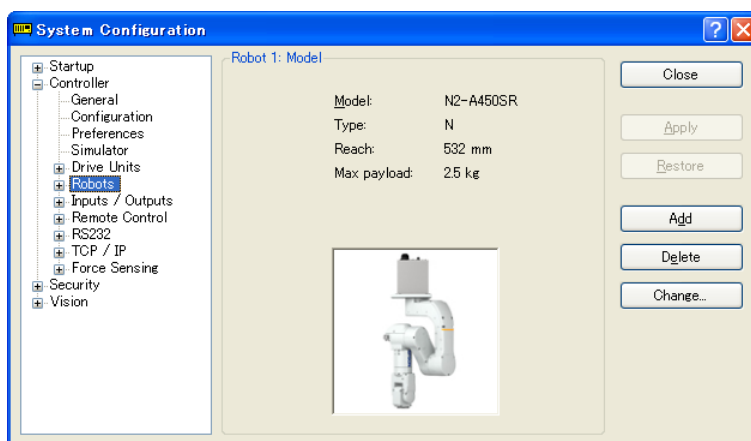 System Configuration
Startup
Controller
General
Configuration
Preferences
Simulator
Drive Units
Robots
Inputs / Outputs
Remote Control
RS232
TCP / IP
Force Sensing
Security
Vision
Robot 1: Model
Model: N2-A450SR
Type: N
Reach: 532 mm
Max payload: 2.5 kg
Close
Apply
Restore
Add
Delete
Change...